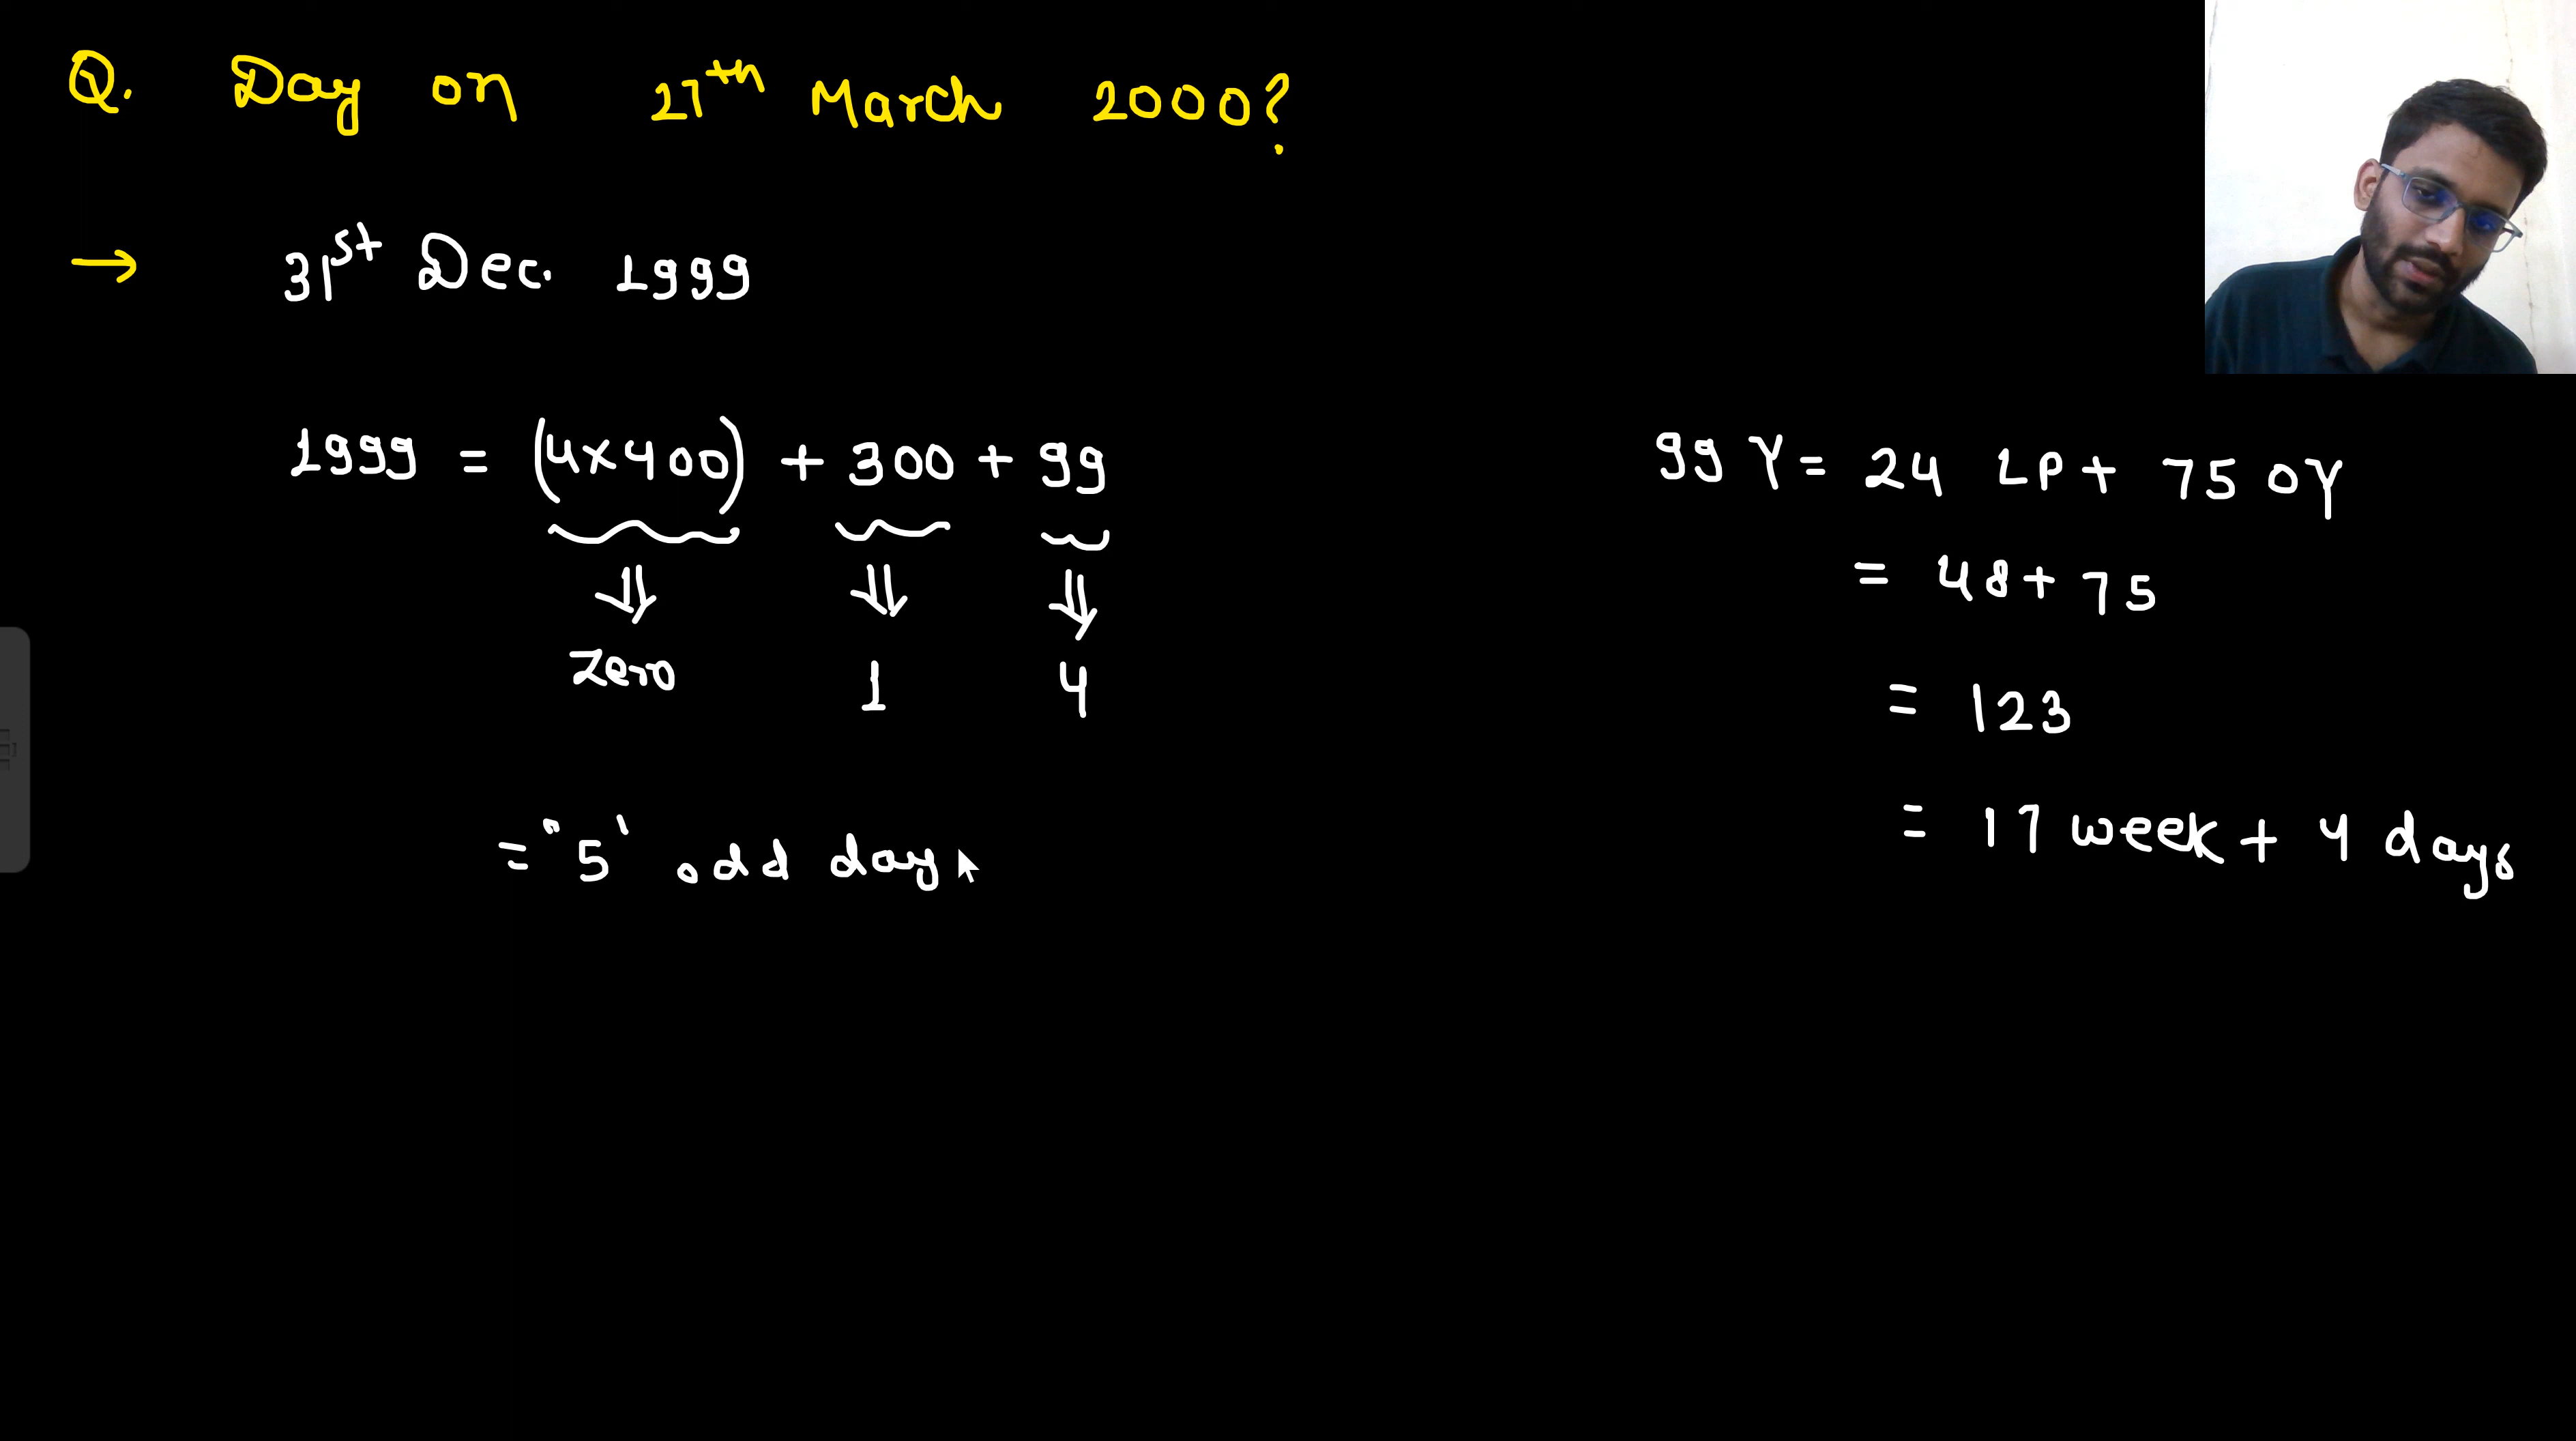 Q. Day on 27th March 2000?
→ 31st Dec. 1999
1999 = (4×400) + 300 + 99
Zero 1 4
= "5' odd day
99 Y = 24 LP + 75 OY
= 48 + 75
= 123
= 17 week + 4 days